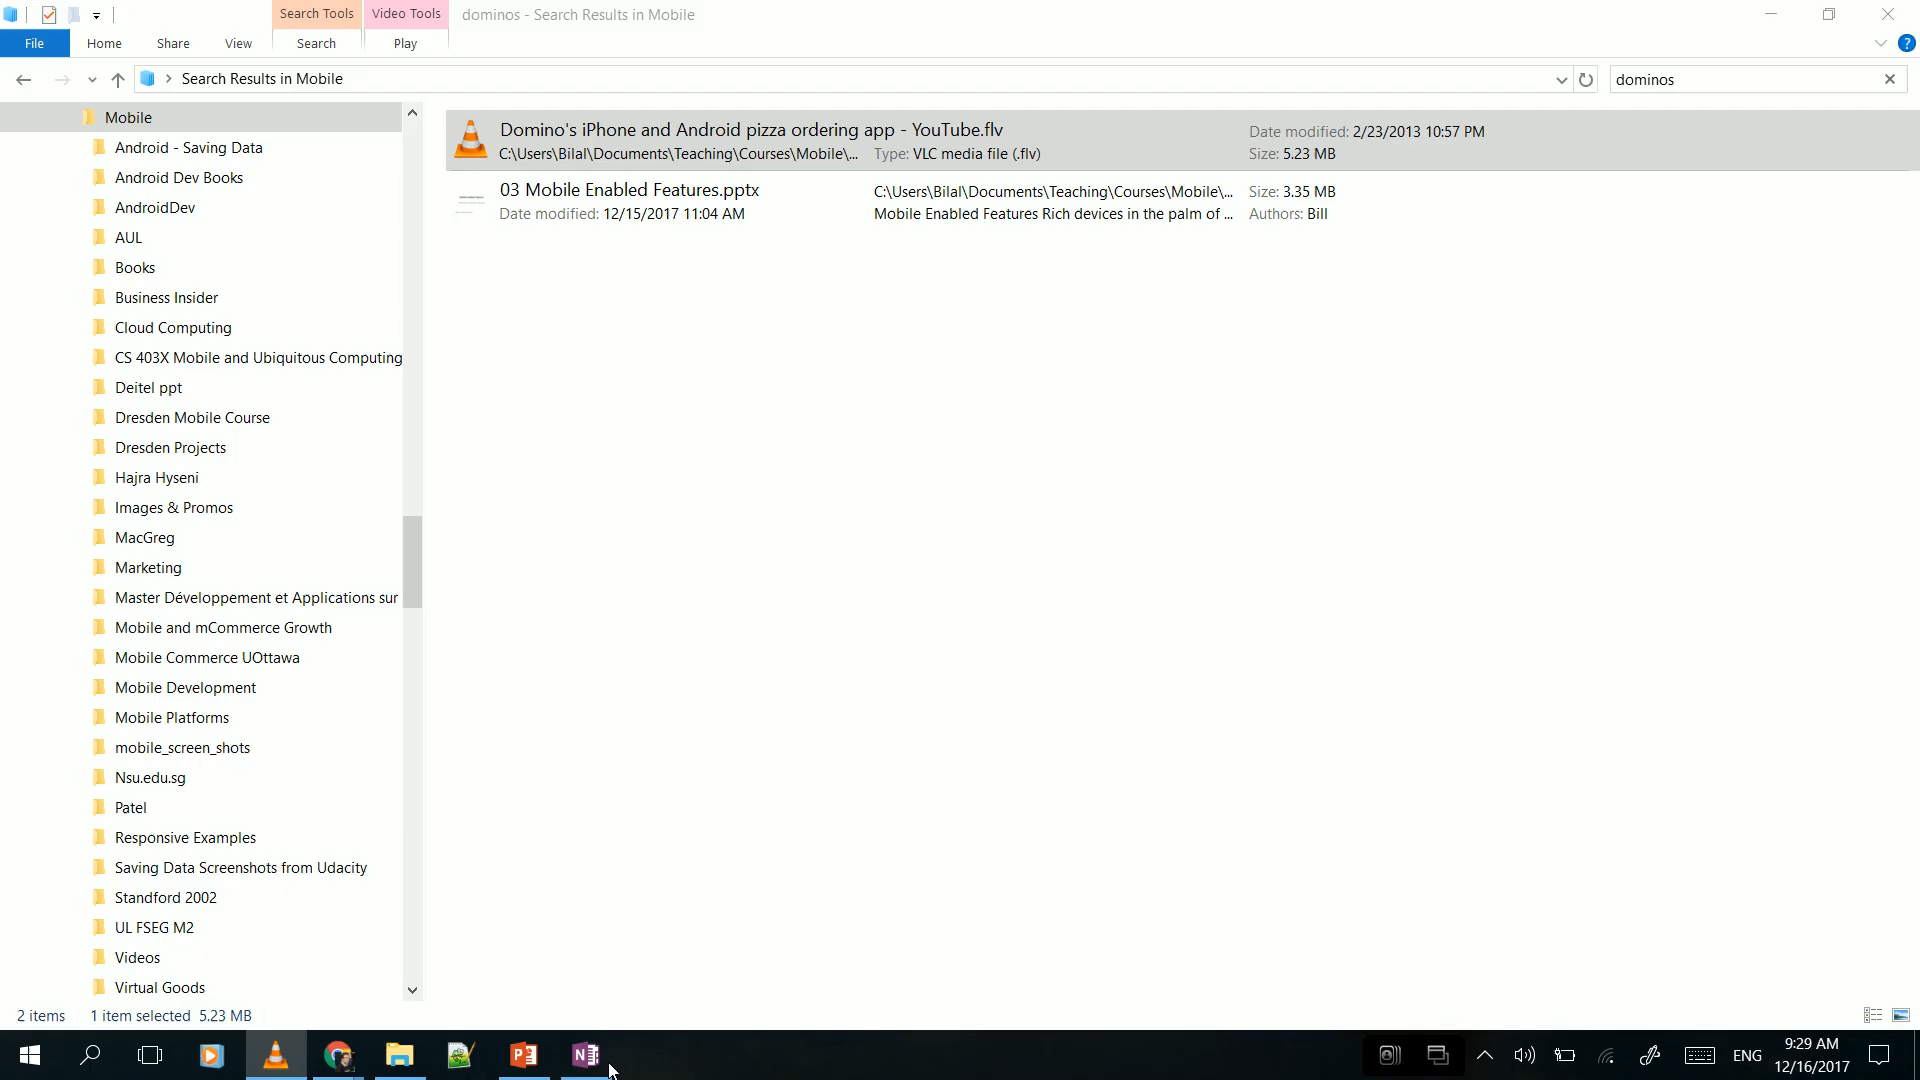 Search Tools
Video Tools
dominos - Search Results in Mobile
File
Home
Share
View
Search
Play
Search Results in Mobile
dominos
Mobile
Android - Saving Data
Android Dev Books
AndroidDev
AUL
Books
Business Insider
Cloud Computing
CS 403X Mobile and Ubiquitous Computing
Deitel ppt
Dresden Mobile Course
Dresden Projects
Hajra Hyseni
Images & Promos
MacGreg
Marketing
Master Développement et Applications sur
Mobile and mCommerce Growth
Mobile Commerce UOttawa
Mobile Development
Mobile Platforms
mobile_screen_shots
Nsu.edu.sg
Patel
Responsive Examples
Saving Data Screenshots from Udacity
Standford 2002
UL FSEG M2
Videos
Virtual Goods
Domino's iPhone and Android pizza ordering app - YouTube.flv
Date modified: 2/23/2013 10:57 PM
C:\Users\Bilal\Documents\Teaching\Courses\Mobile\...
Type: VLC media file (.flv)
Size: 5.23 MB
03 Mobile Enabled Features.pptx
C:\Users\Bilal\Documents\Teaching\Courses\Mobile\...
Size: 3.35 MB
Date modified: 12/15/2017 11:04 AM
Mobile Enabled Features Rich devices in the palm of ...
Authors: Bill
2 items
1 item selected 5.23 MB
ENG
9:29 AM
12/16/2017